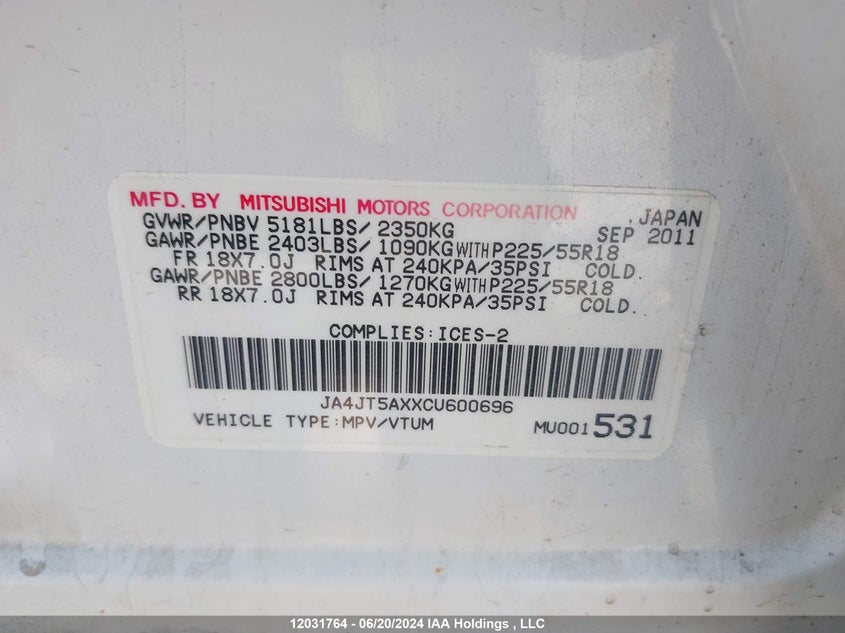 MFD. BY MITSUBISHI MOTORS CORPORATION, JAPAN
GVWR/PNBV 5181LBS/ 2350KG SEP 2011
GAWR/PNBE 2403LBS/ 1090KG WITH P225/55R18
FR 18X7.0J RIMS AT 240KPA/35PSI COLD.
GAWR/PNBE 2800LBS/ 1270KG WITH P225/55R18
RR 18X7.0J RIMS AT 240KPA/35PSI COLD.
COMPLIES:ICES-2
JA4JT5AXXCU600696
VEHICLE TYPE:MPV/VTUM MU001531
12031764 - 06/20/2024 IAA Holdings , LLC